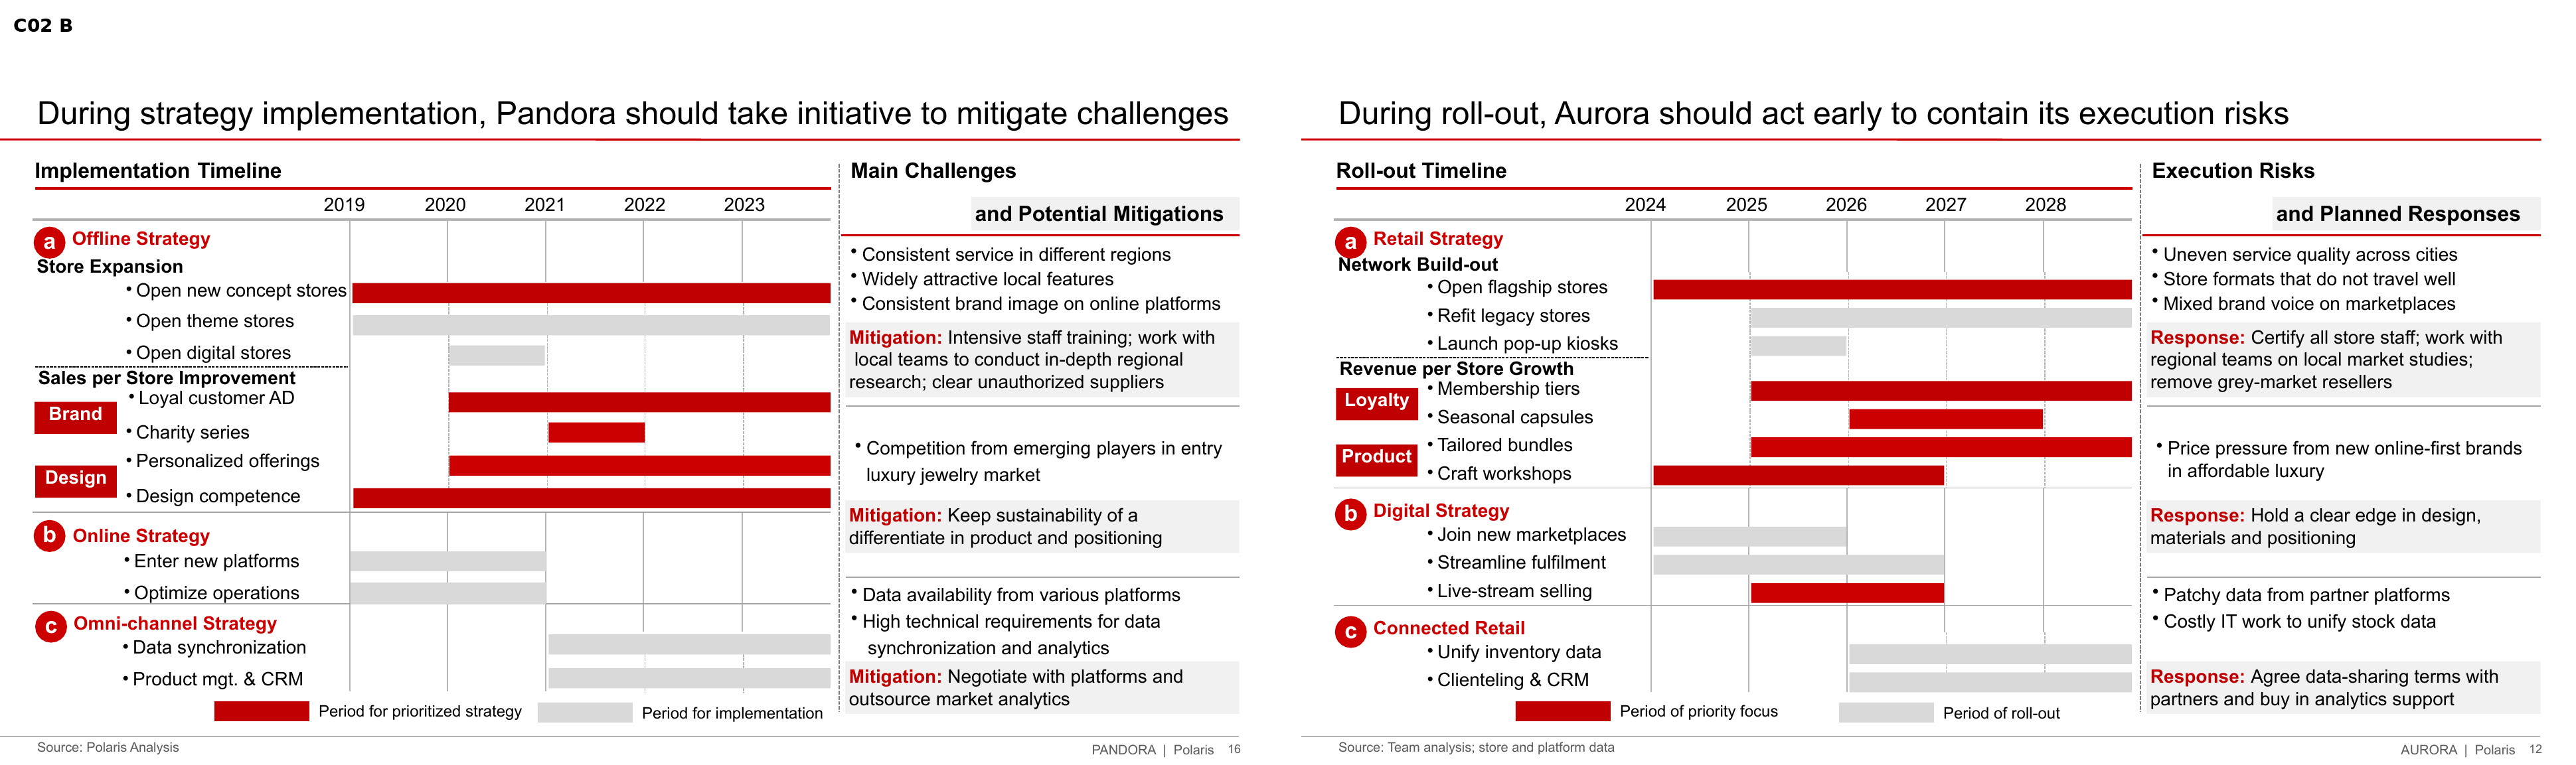 C02 B
During strategy implementation, Pandora should take initiative to mitigate challenges
Implementation Timeline
2019 2020 2021 2022 2023
a Offline Strategy
Store Expansion
• Open new concept stores
• Open theme stores
• Open digital stores
Sales per Store Improvement
Brand
• Loyal customer AD
• Charity series
Design
• Personalized offerings
• Design competence
b Online Strategy
• Enter new platforms
• Optimize operations
c Omni-channel Strategy
• Data synchronization
• Product mgt. & CRM
Period for prioritized strategy
Period for implementation
Main Challenges
and Potential Mitigations
• Consistent service in different regions
• Widely attractive local features
• Consistent brand image on online platforms
Mitigation: Intensive staff training; work with
local teams to conduct in-depth regional
research; clear unauthorized suppliers
• Competition from emerging players in entry
luxury jewelry market
Mitigation: Keep sustainability of a
differentiate in product and positioning
• Data availability from various platforms
• High technical requirements for data
synchronization and analytics
Mitigation: Negotiate with platforms and
outsource market analytics
Source: Polaris Analysis
PANDORA | Polaris 16
During roll-out, Aurora should act early to contain its execution risks
Roll-out Timeline
2024 2025 2026 2027 2028
a Retail Strategy
Network Build-out
• Open flagship stores
• Refit legacy stores
• Launch pop-up kiosks
Revenue per Store Growth
Loyalty
• Membership tiers
• Seasonal capsules
Product
• Tailored bundles
• Craft workshops
b Digital Strategy
• Join new marketplaces
• Streamline fulfilment
• Live-stream selling
c Connected Retail
• Unify inventory data
• Clienteling & CRM
Period of priority focus
Period of roll-out
Execution Risks
and Planned Responses
• Uneven service quality across cities
• Store formats that do not travel well
• Mixed brand voice on marketplaces
Response: Certify all store staff; work with
regional teams on local market studies;
remove grey-market resellers
• Price pressure from new online-first brands
in affordable luxury
Response: Hold a clear edge in design,
materials and positioning
• Patchy data from partner platforms
• Costly IT work to unify stock data
Response: Agree data-sharing terms with
partners and buy in analytics support
Source: Team analysis; store and platform data
AURORA | Polaris 12